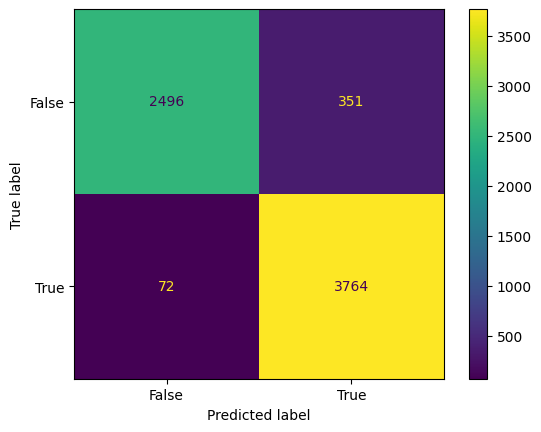 3500
3000
2500
2000
1500
1000
500
False
True
True label
2496
351
72
3764
False
True
Predicted label